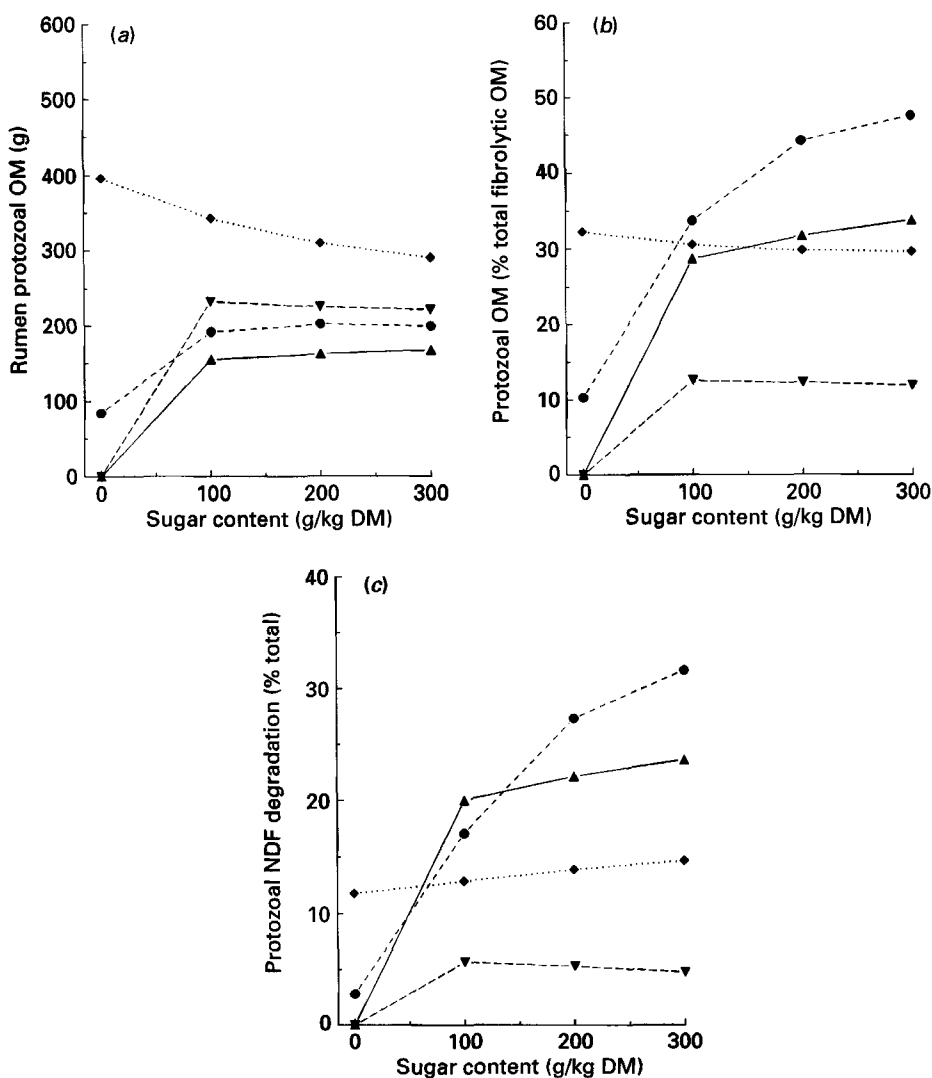 (a)
600
500
400
300
200
100
0
Rumen protozoal OM (g)
0 100 200 300
Sugar content (g/kg DM)
(b)
60
50
40
30
20
10
0
Protozoal OM (% total fibrolytic OM)
0 100 200 300
Sugar content (g/kg DM)
(c)
40
30
20
10
0
Protozoal NDF degradation (% total)
0 100 200 300
Sugar content (g/kg DM)